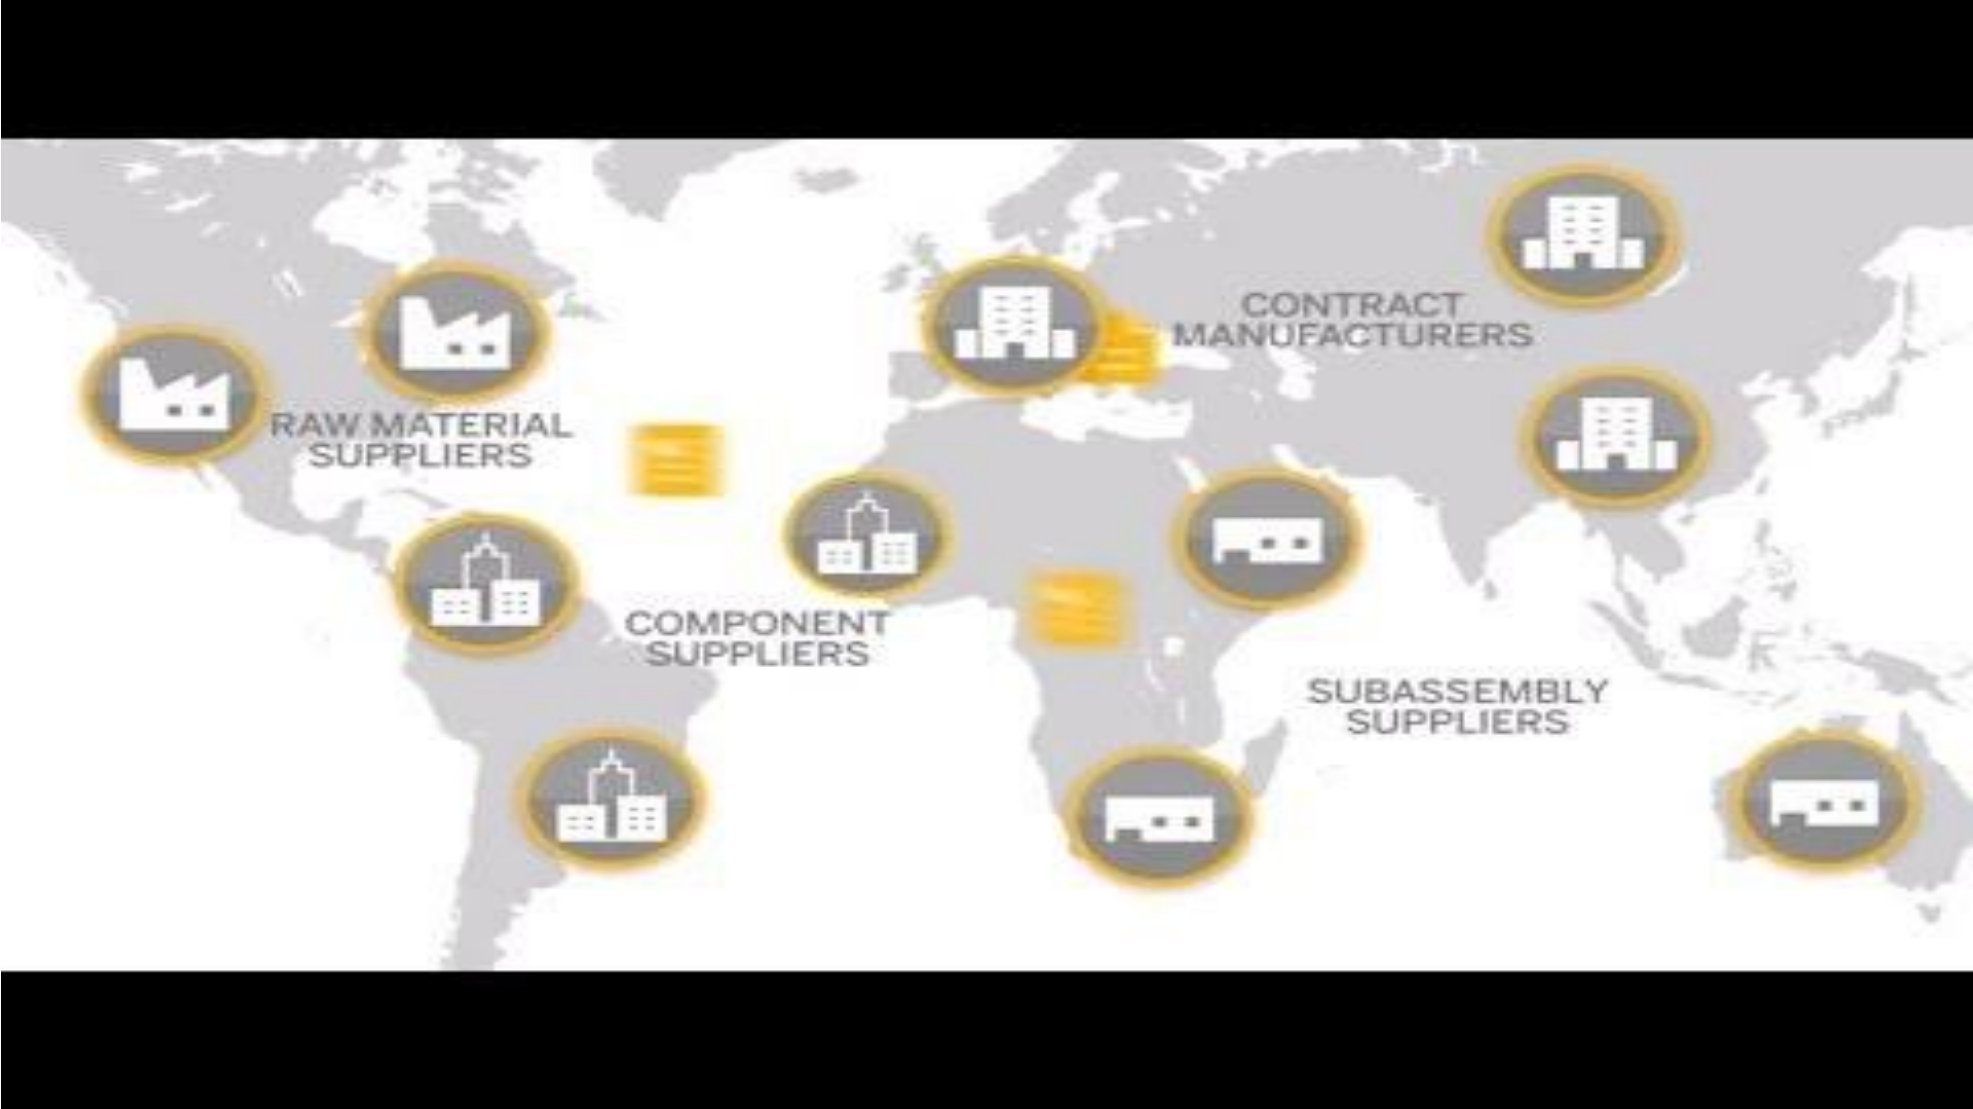 CONTRACT
MANUFACTURERS
RAW MATERIAL
SUPPLIERS
COMPONENT
SUPPLIERS
SUBASSEMBLY
SUPPLIERS